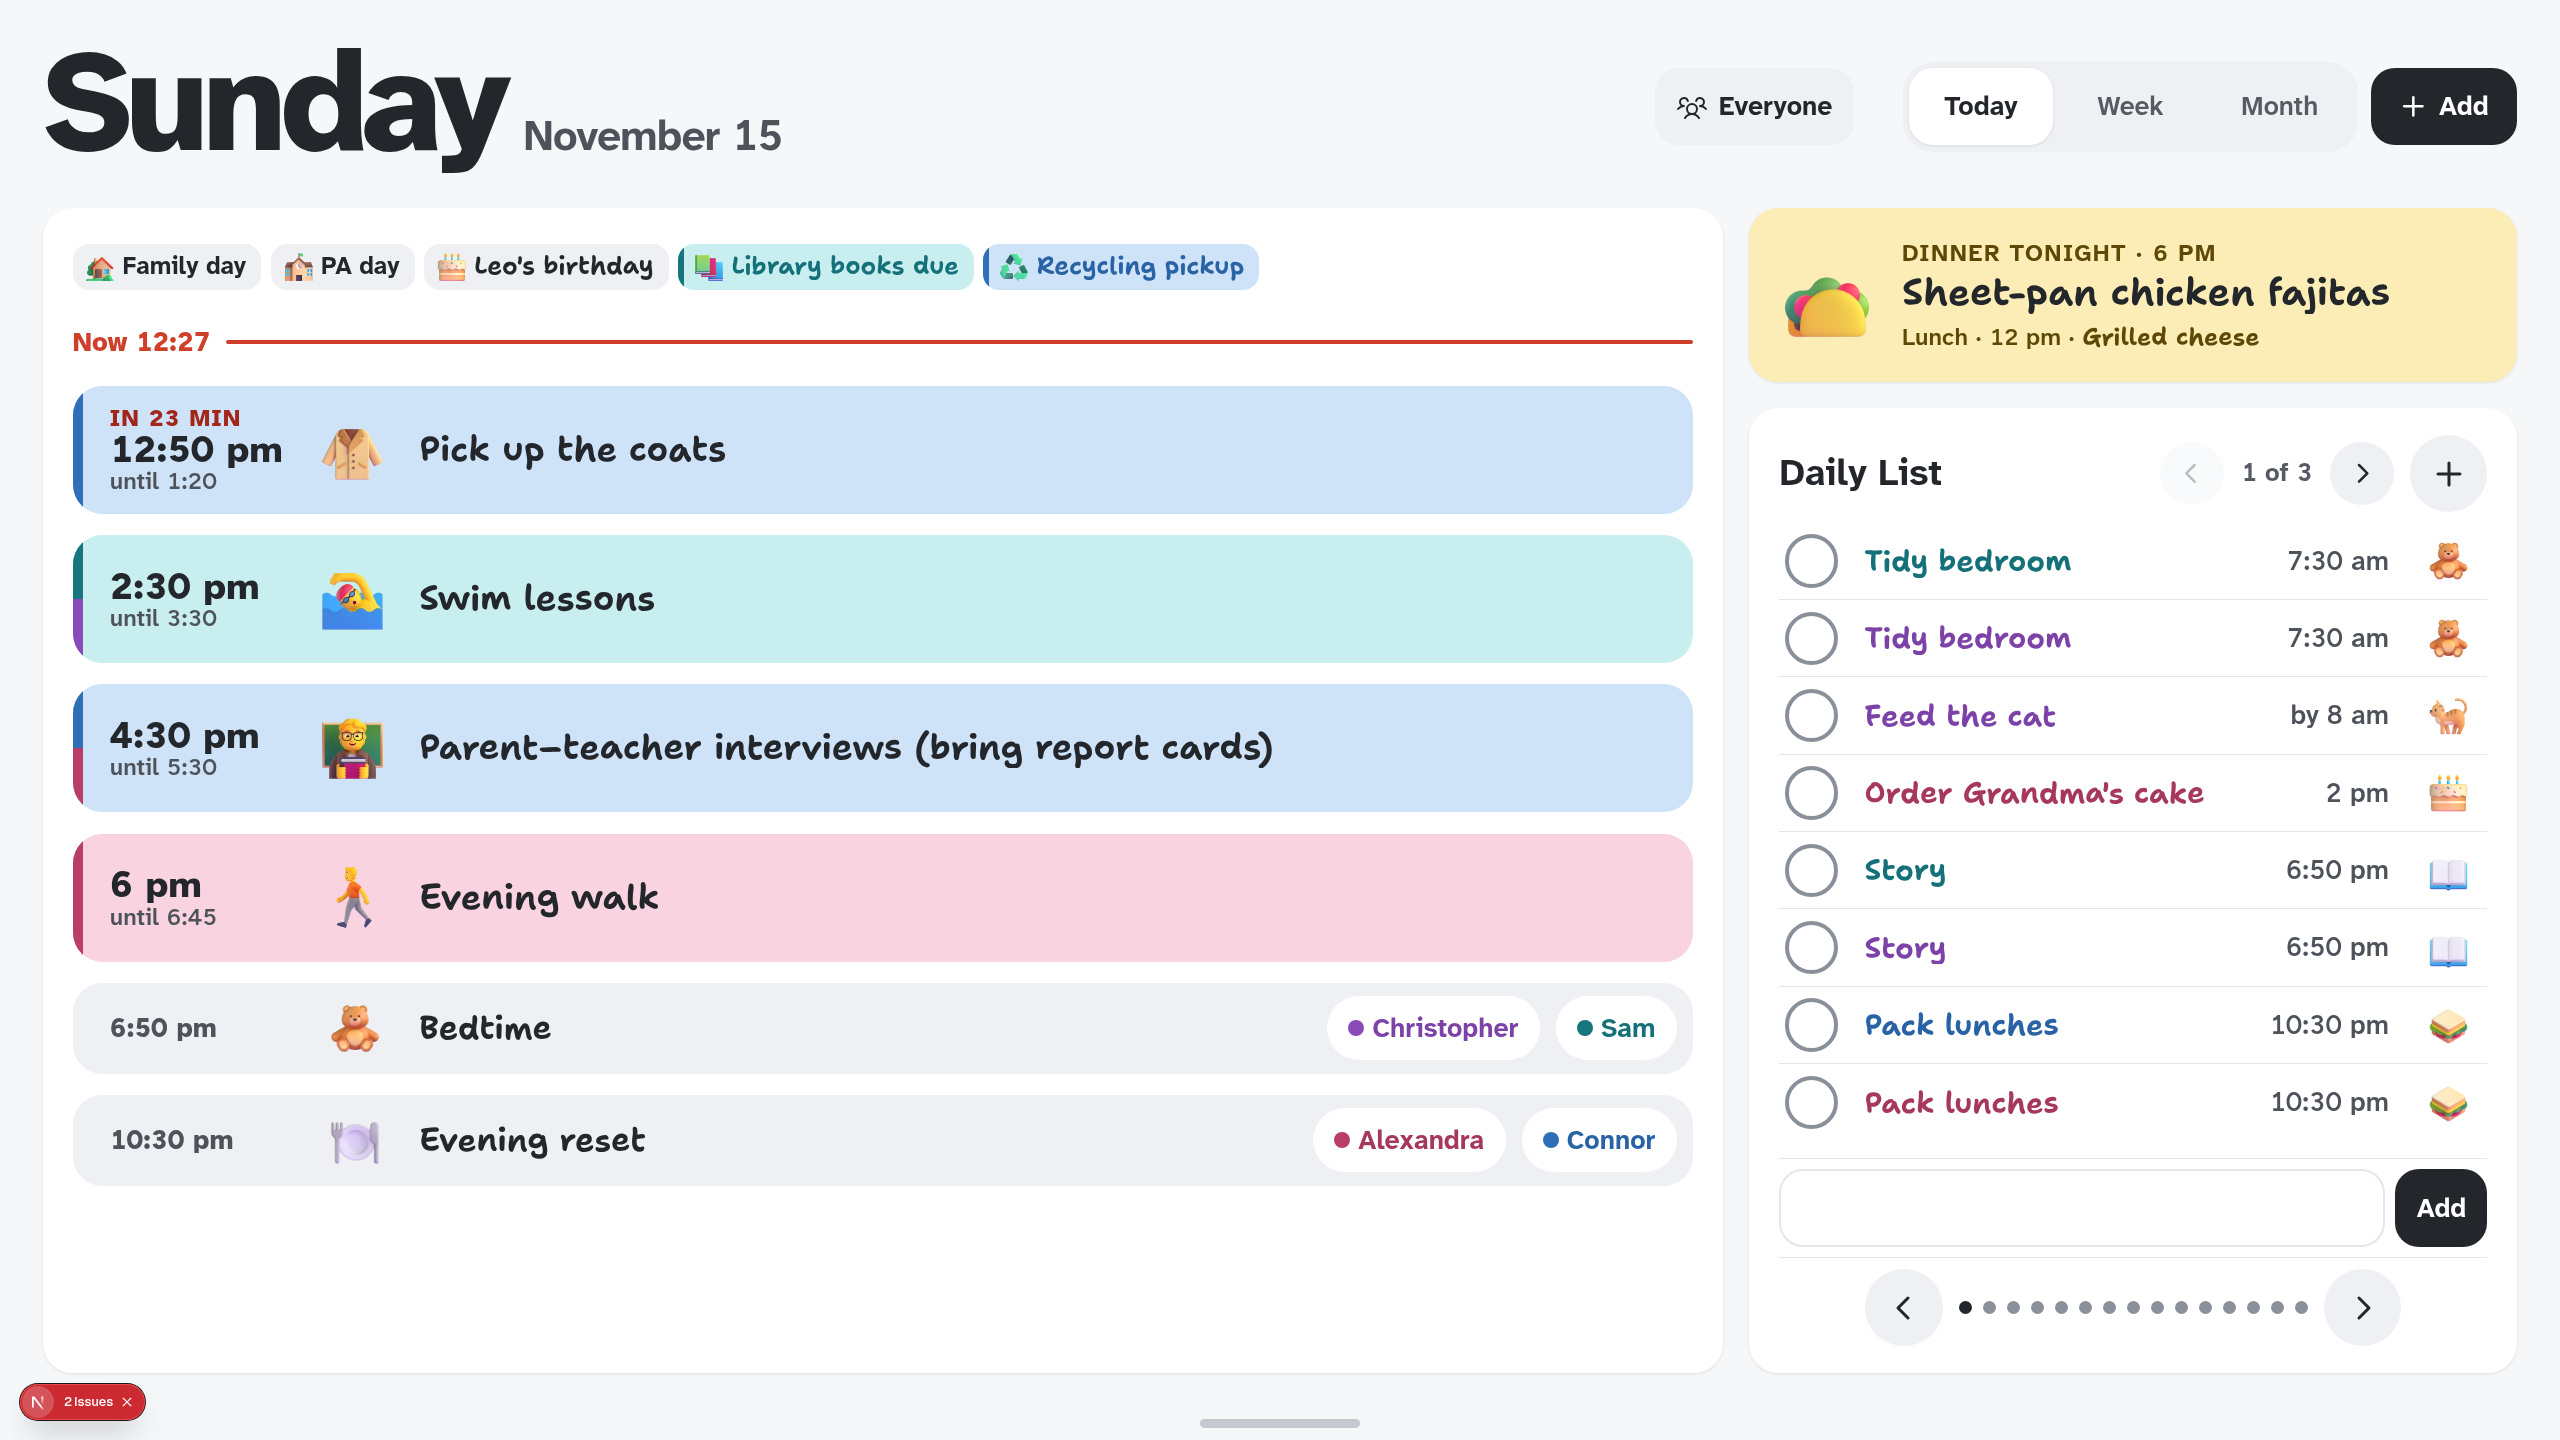 Sunday November 15
Everyone
Today
Week
Month
+ Add
Family day
PA day
Leo's birthday
Library books due
Recycling pickup
Now 12:27
IN 23 MIN
12:50 pm
until 1:20
Pick up the coats
2:30 pm
until 3:30
Swim lessons
4:30 pm
until 5:30
Parent–teacher interviews (bring report cards)
6 pm
until 6:45
Evening walk
6:50 pm
Bedtime
Christopher
Sam
10:30 pm
Evening reset
Alexandra
Connor
DINNER TONIGHT · 6 PM
Sheet-pan chicken fajitas
Lunch · 12 pm · Grilled cheese
Daily List
1 of 3
Tidy bedroom 7:30 am
Tidy bedroom 7:30 am
Feed the cat by 8 am
Order Grandma's cake 2 pm
Story 6:50 pm
Story 6:50 pm
Pack lunches 10:30 pm
Pack lunches 10:30 pm
Add
N 2 Issues